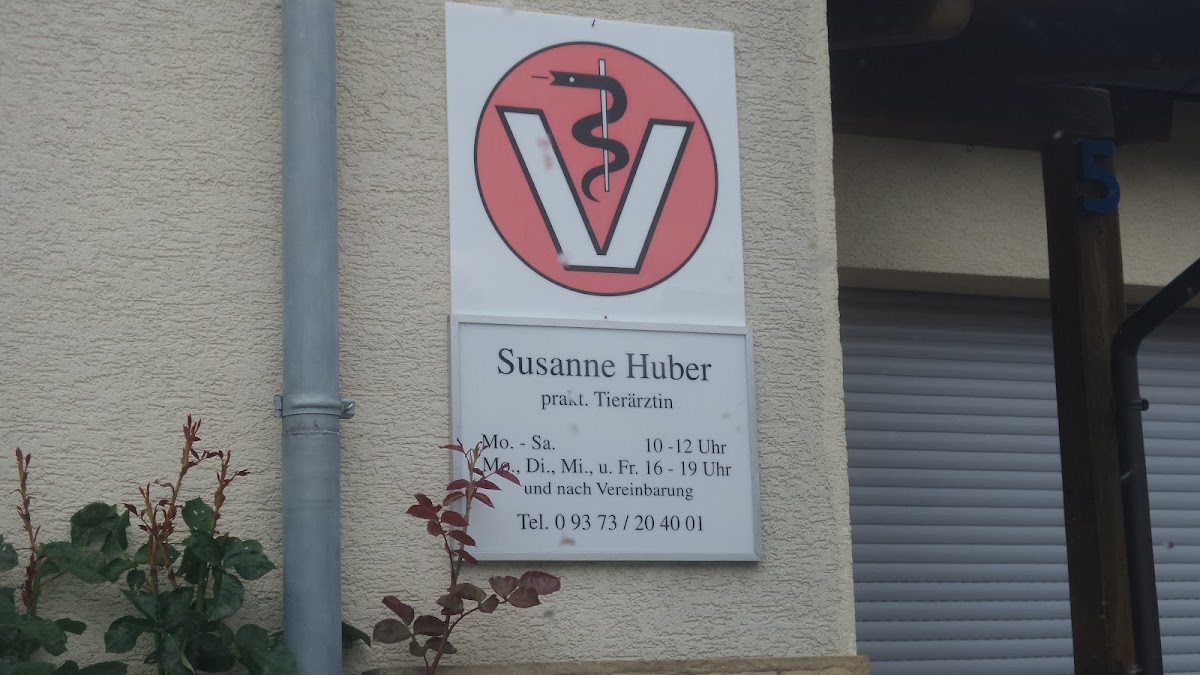 V
Susanne Huber
prakt. Tierärztin
Mo. - Sa. 10 -12 Uhr
Mo., Di., Mi., u. Fr. 16 - 19 Uhr
und nach Vereinbarung
Tel. 0 93 73 / 20 40 01
5